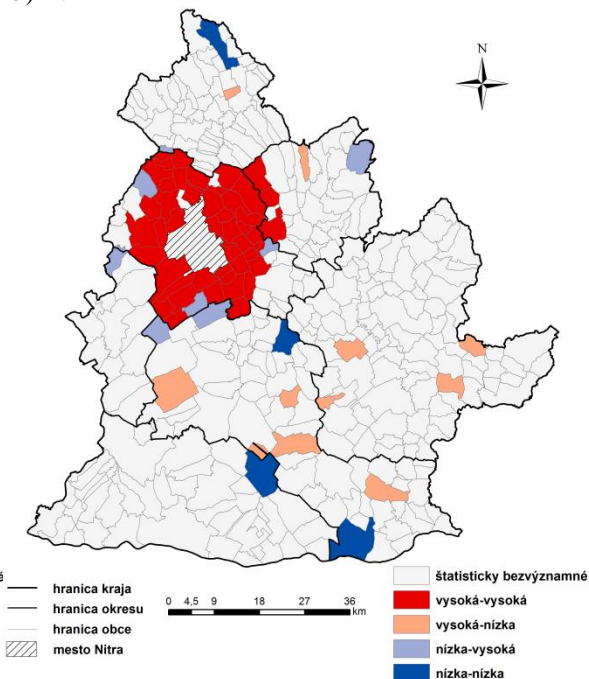 N
hranica kraja
hranica okresu
hranica obce
mesto Nitra
0 4,5 9 18 27 36
km
štatisticky bezvýznamné
vysoká-vysoká
vysoká-nízka
nízka-vysoká
nízka-nízka